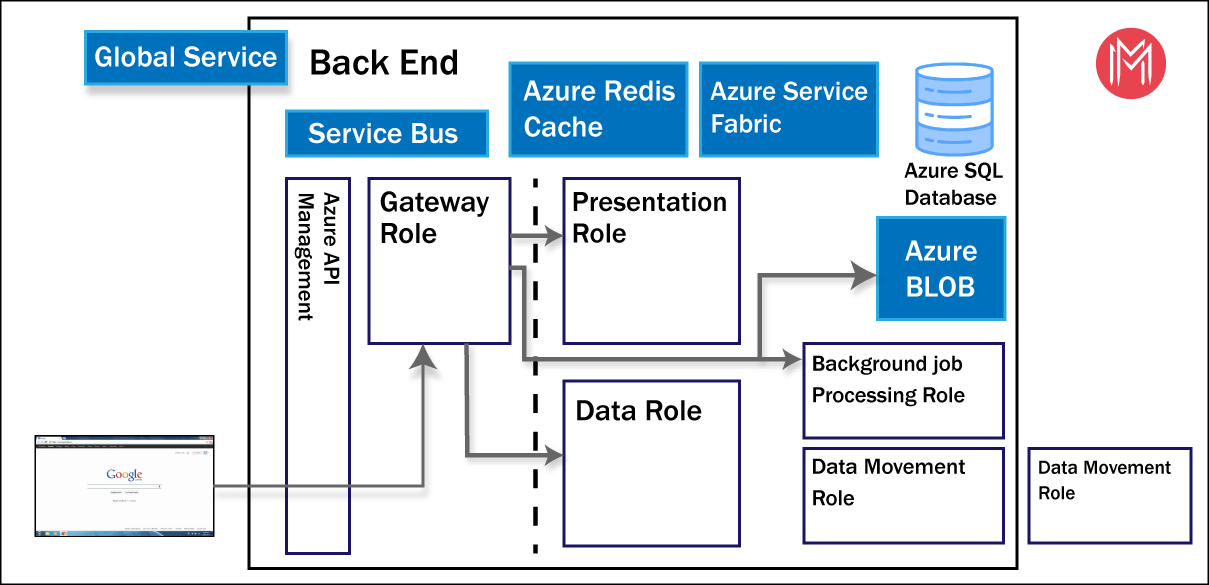 Global Service
Back End
Service Bus
Azure Redis
Cache
Azure Service
Fabric
Azure SQL
Database
Azure API
Management
Gateway
Role
Presentation
Role
Azure
BLOB
Background job
Processing Role
Data Role
Data Movement
Role
Data Movement
Role
Google